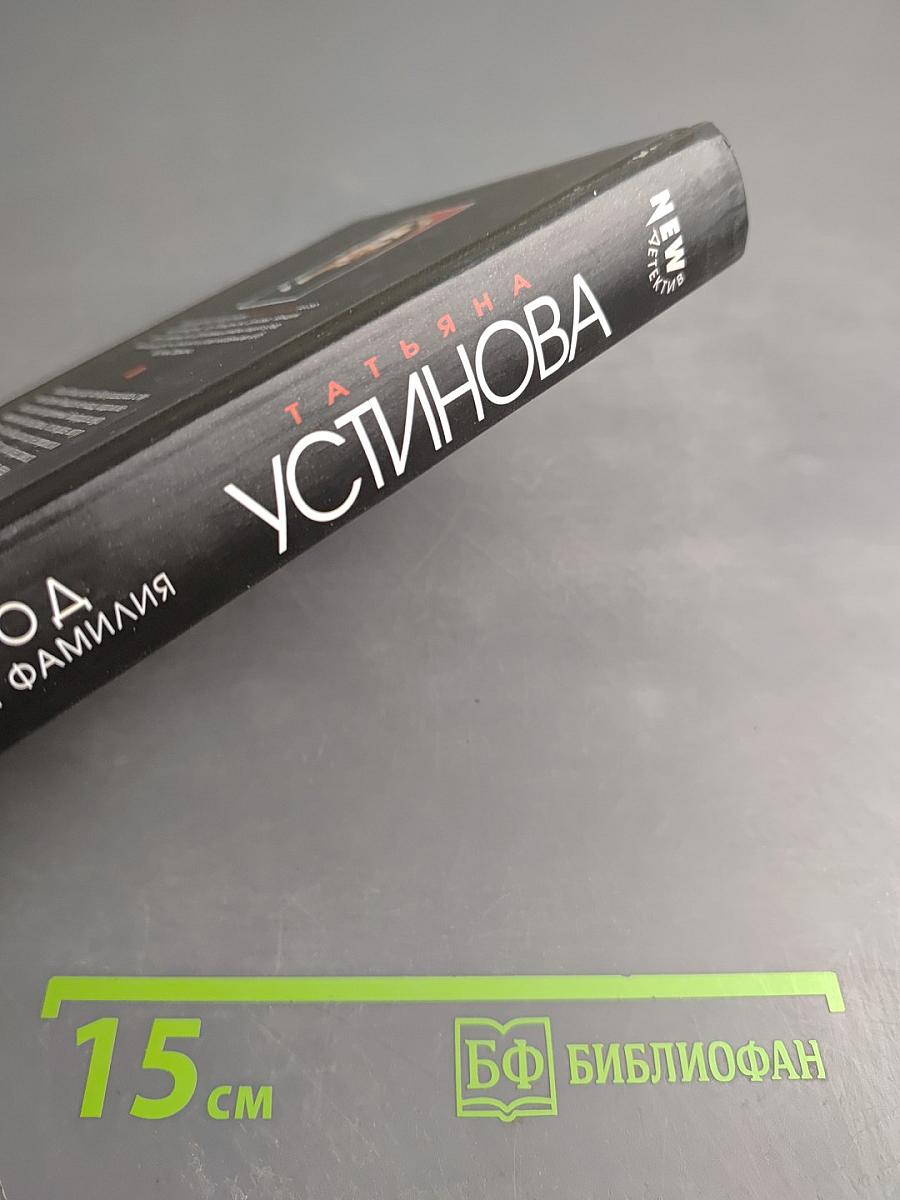 NEW
ДЕТЕКТИВ
ТАТЬЯНА
УСТИНОВА
ОД
ФАМИЛИЯ
15 см
БФ БИБЛИОФАН